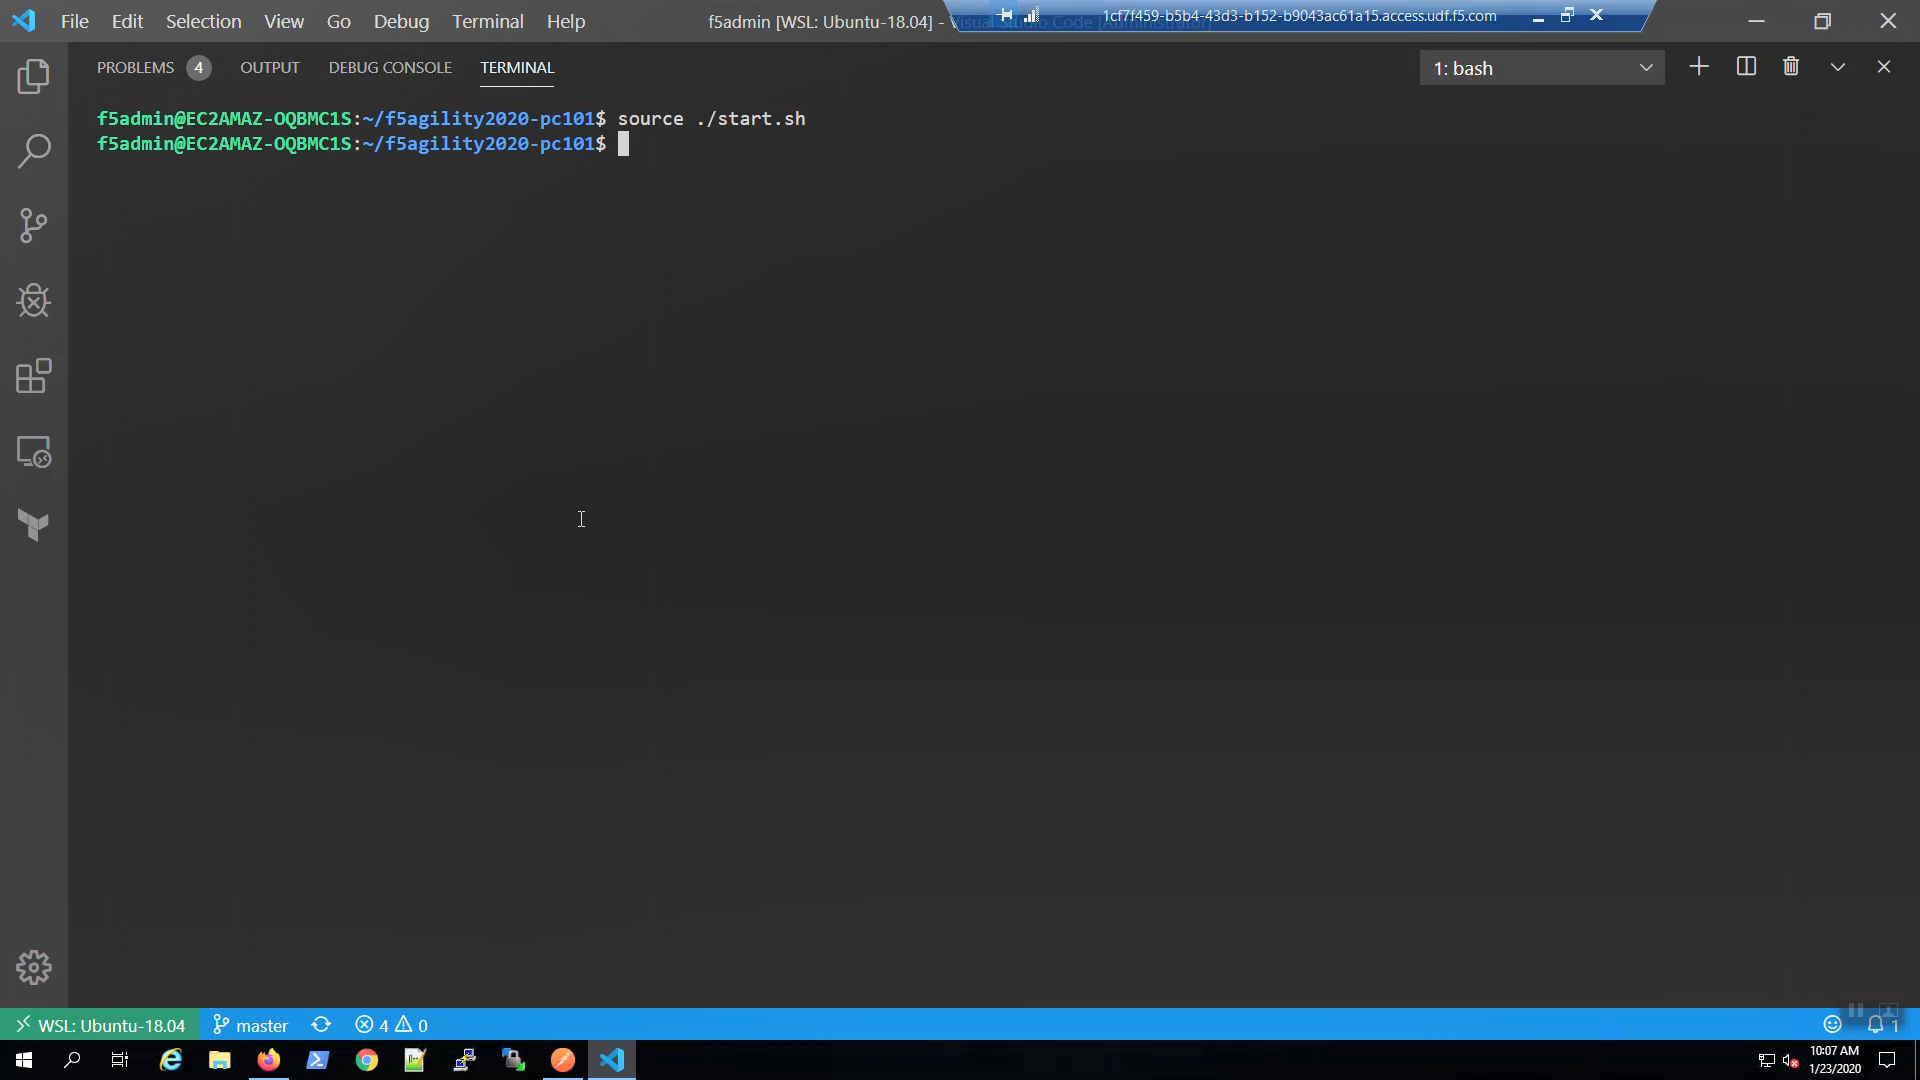 File Edit Selection View Go Debug Terminal Help
f5admin [WSL: Ubuntu-18.04] - Visual Studio Code [Administrator]
1cf7f459-b5b4-43d3-b152-b9043ac61a15.access.udf.f5.com
PROBLEMS 4 OUTPUT DEBUG CONSOLE TERMINAL
1: bash
f5admin@EC2AMAZ-OQBMC1S:~/f5agility2020-pc101$ source ./start.sh
f5admin@EC2AMAZ-OQBMC1S:~/f5agility2020-pc101$
WSL: Ubuntu-18.04 master 4 0
1
10:07 AM
1/23/2020